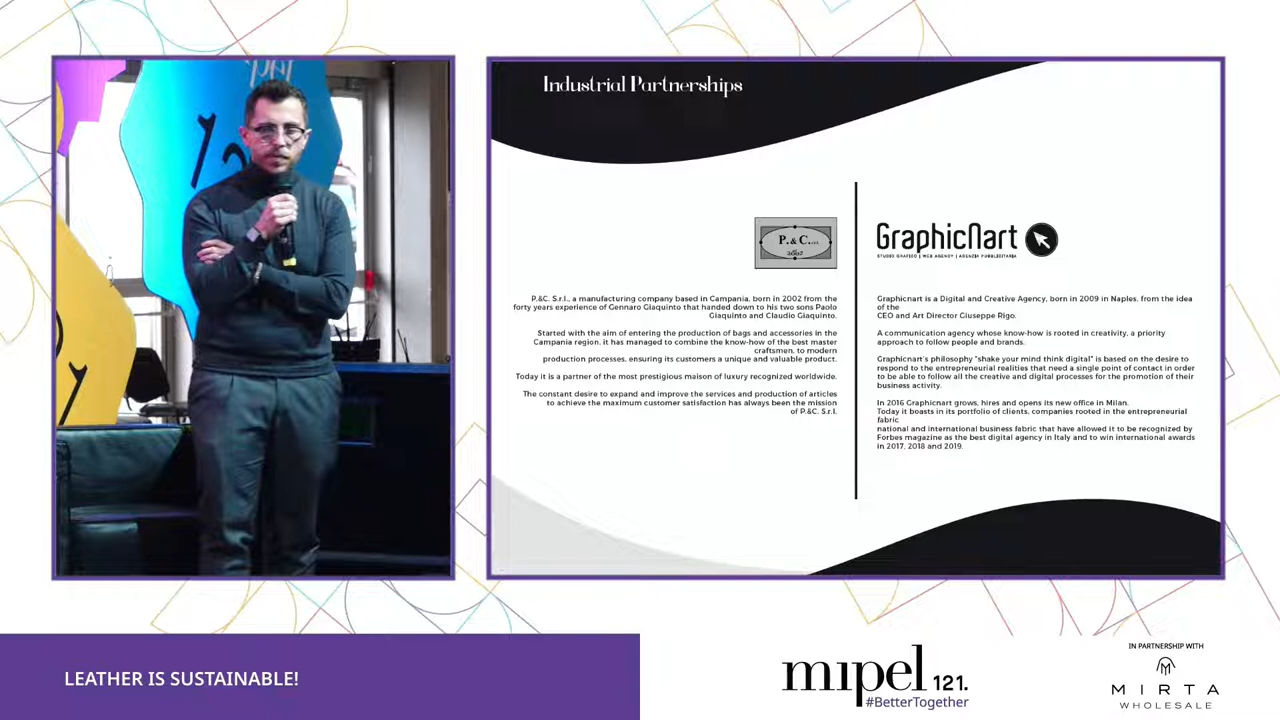 Industrial Partnerships
P.&C. s.r.l.
2002
P.&C. S.r.l., a manufacturing company based in Campania, born in 2002 from the
forty years experience of Gennaro Giaquinto that handed down to his two sons Paolo
Giaquinto and Claudio Giaquinto.
Started with the aim of entering the production of bags and accessories in the
Campania region, it has managed to combine the know-how of the best master
craftsmen, to modern
production processes, ensuring its customers a unique and valuable product.
Today it is a partner of the most prestigious maison of luxury recognized worldwide.
The constant desire to expand and improve the services and production of articles
to achieve the maximum customer satisfaction has always been the mission
of P.&C. S.r.l.
GraphicNart
STUDIO GRAFICO | WEB AGENCY | AGENZIA PUBBLICITARIA
Graphicnart is a Digital and Creative Agency, born in 2009 in Naples, from the idea
of the
CEO and Art Director Giuseppe Rigo.
A communication agency whose know-how is rooted in creativity, a priority
approach to follow people and brands.
Graphicnart's philosophy "shake your mind think digital" is based on the desire to
respond to the entrepreneurial realities that need a single point of contact in order
to be able to follow all the creative and digital processes for the promotion of their
business activity.
In 2016 Graphicnart grows, hires and opens its new office in Milan.
Today it boasts in its portfolio of clients, companies rooted in the entrepreneurial
fabric
national and international business fabric that have allowed it to be recognized by
Forbes magazine as the best digital agency in Italy and to win international awards
in 2017, 2018 and 2019.
LEATHER IS SUSTAINABLE!
mipel 121.
#BetterTogether
IN PARTNERSHIP WITH
MIRTA
WHOLESALE